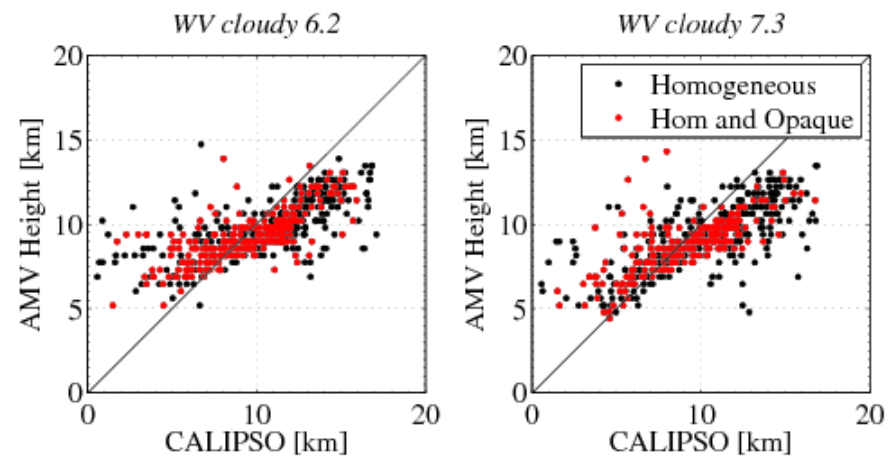 WV cloudy 6.2
20
15
10
5
0
AMV Height [km]
0 10 20
CALIPSO [km]
WV cloudy 7.3
Homogeneous
Hom and Opaque
20
15
10
5
0
AMV Height [km]
0 10 20
CALIPSO [km]